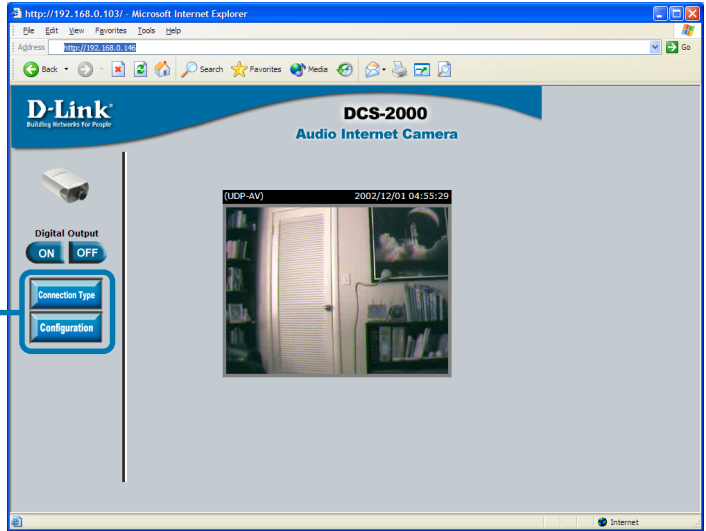 http://192.168.0.103/ - Microsoft Internet Explorer
File Edit View Favorites Tools Help
Address http://192.168.0.146 Go
Back Search Favorites Media
D-Link®
Building Networks For People
DCS-2000
Audio Internet Camera
(UDP-AV) 2002/12/01 04:55:29
Digital Output
ON OFF
Connection Type
Configuration
Internet